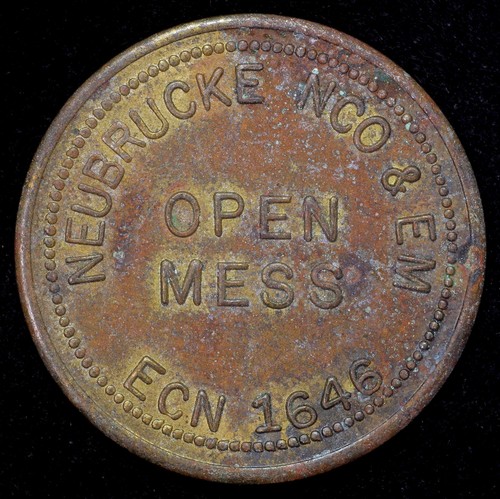 NEUBRUCKE NCO & EM
OPEN
MESS
ECN 1646